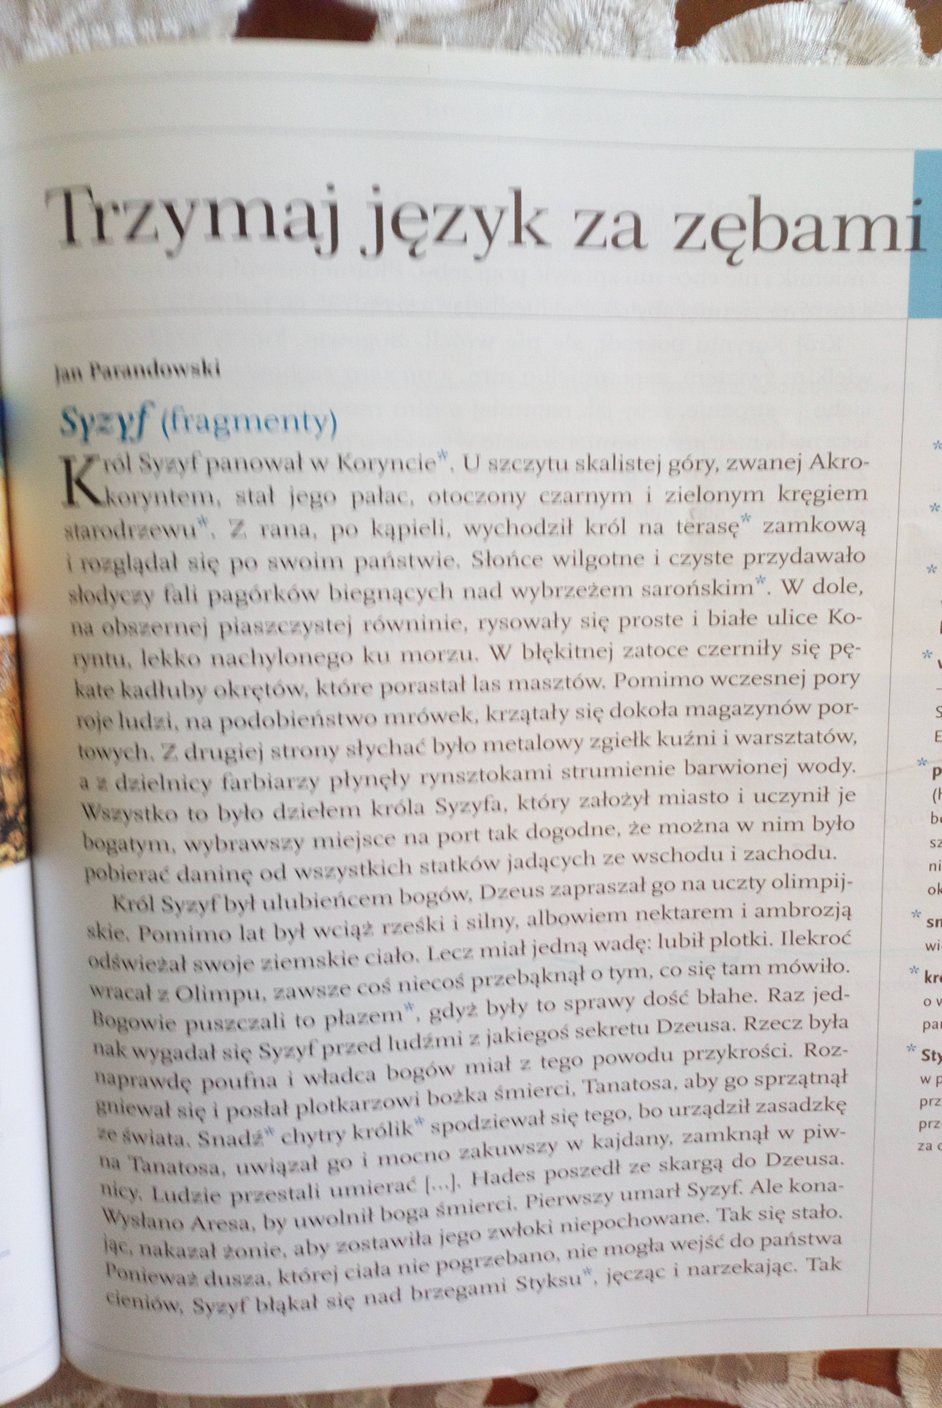 Trzymaj język za zębami
Jan Parandowski
Syzyf (fragmenty)
Król Syzyf panował w Koryncie*. U szczytu skalistej góry, zwanej Akro-
koryntem, stał jego pałac, otoczony czarnym i zielonym kręgiem
starodrzewu*. Z rana, po kąpieli, wychodził król na terasę* zamkową
i rozglądał się po swoim państwie. Słońce wilgotne i czyste przydawało
słodyczy fali pagórków biegnących nad wybrzeżem sarońskim*. W dole,
na obszernej piaszczystej równinie, rysowały się proste i białe ulice Ko-
ryntu, lekko nachylonego ku morzu. W błękitnej zatoce czerniły się pę-
kate kadłuby okrętów, które porastał las masztów. Pomimo wczesnej pory
roje ludzi, na podobieństwo mrówek, krzątały się dokoła magazynów por-
towych. Z drugiej strony słychać było metalowy zgiełk kuźni i warsztatów,
a z dzielnicy farbiarzy płynęły rynsztokami strumienie barwionej wody.
Wszystko to było dziełem króla Syzyfa, który założył miasto i uczynił je
bogatym, wybrawszy miejsce na port tak dogodne, że można w nim było
pobierać daninę od wszystkich statków jadących ze wschodu i zachodu.
Król Syzyf był ulubieńcem bogów, Dzeus zapraszał go na uczty olimpij-
skie. Pomimo lat był wciąż rześki i silny, albowiem nektarem i ambrozją
odświeżał swoje ziemskie ciało. Lecz miał jedną wadę: lubił plotki. Ilekroć
wracał z Olimpu, zawsze coś niecoś przebąknął o tym, co się tam mówiło.
Bogowie puszczali to płazem*, gdyż były to sprawy dość błahe. Raz jed-
nak wygadał się Syzyf przed ludźmi z jakiegoś sekretu Dzeusa. Rzecz była
naprawdę poufna i władca bogów miał z tego powodu przykrości. Roz-
gniewał się i posłał plotkarzowi bożka śmierci, Tanatosa, aby go sprzątnął
ze świata. Snadź* chytry królik* spodziewał się tego, bo urządził zasadzkę
na Tanatosa, uwiązał go i mocno zakuwszy w kajdany, zamknął w piw-
nicy. Ludzie przestali umierać [...]. Hades poszedł ze skargą do Dzeusa.
Wysłano Aresa, by uwolnił boga śmierci. Pierwszy umarł Syzyf. Ale kona-
jąc, nakazał żonie, aby zostawiła jego zwłoki niepochowane. Tak się stało.
Ponieważ dusza, której ciała nie pogrzebano, nie mogła wejść do państwa
cieniów, Syzyf błąkał się nad brzegami Styksu*, jęcząc i narzekając. Tak